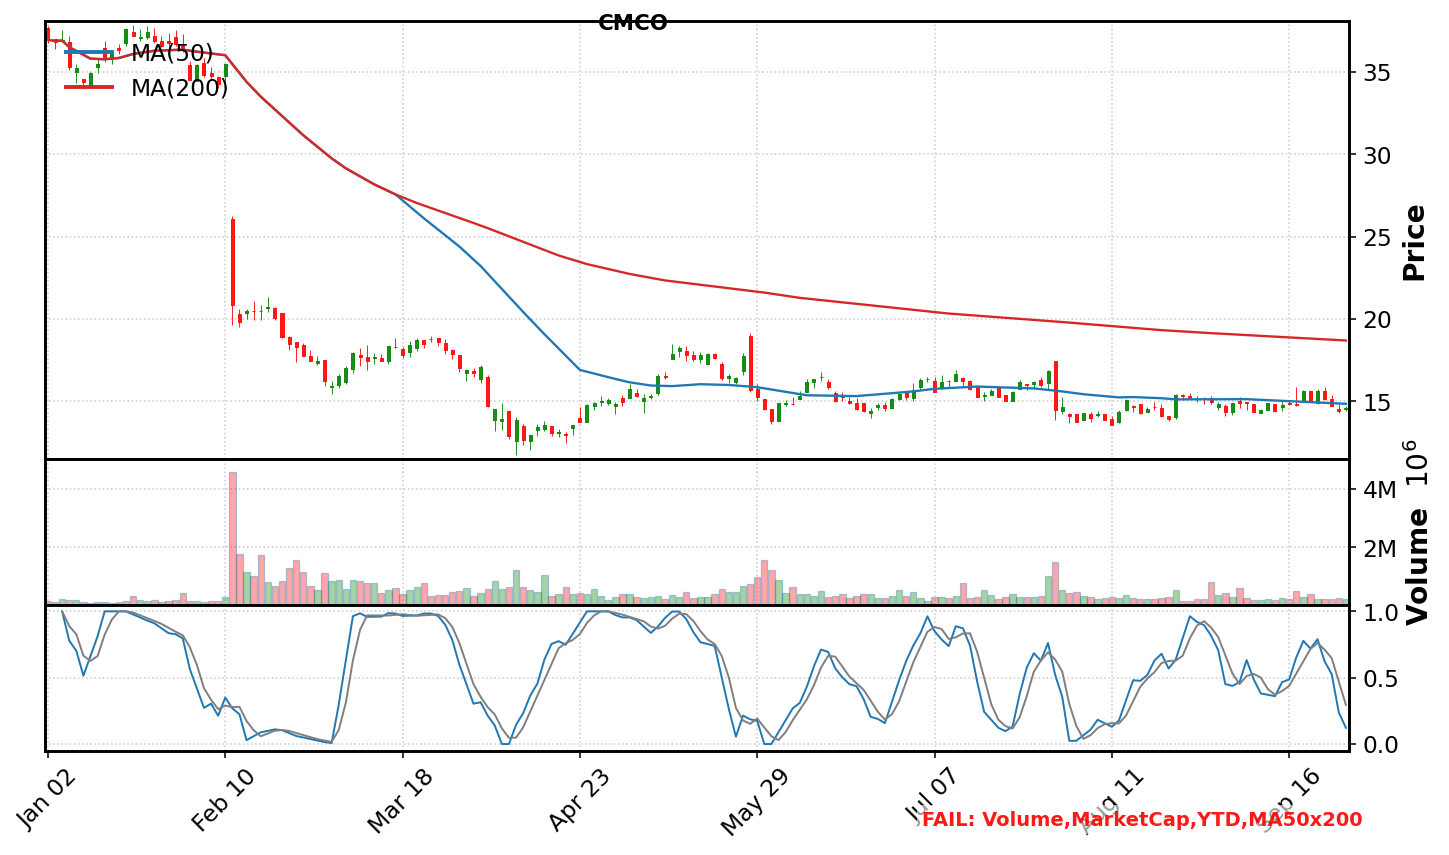 CMCO
MA(50)
MA(200)
35
30
25
20
15
Price
4M
2M
Volume 10^6
1.0
0.5
0.0
Jan 02
Feb 10
Mar 18
Apr 23
May 29
Jul 07
Aug 11
Sep 16
FAIL: Volume,MarketCap,YTD,MA50x200